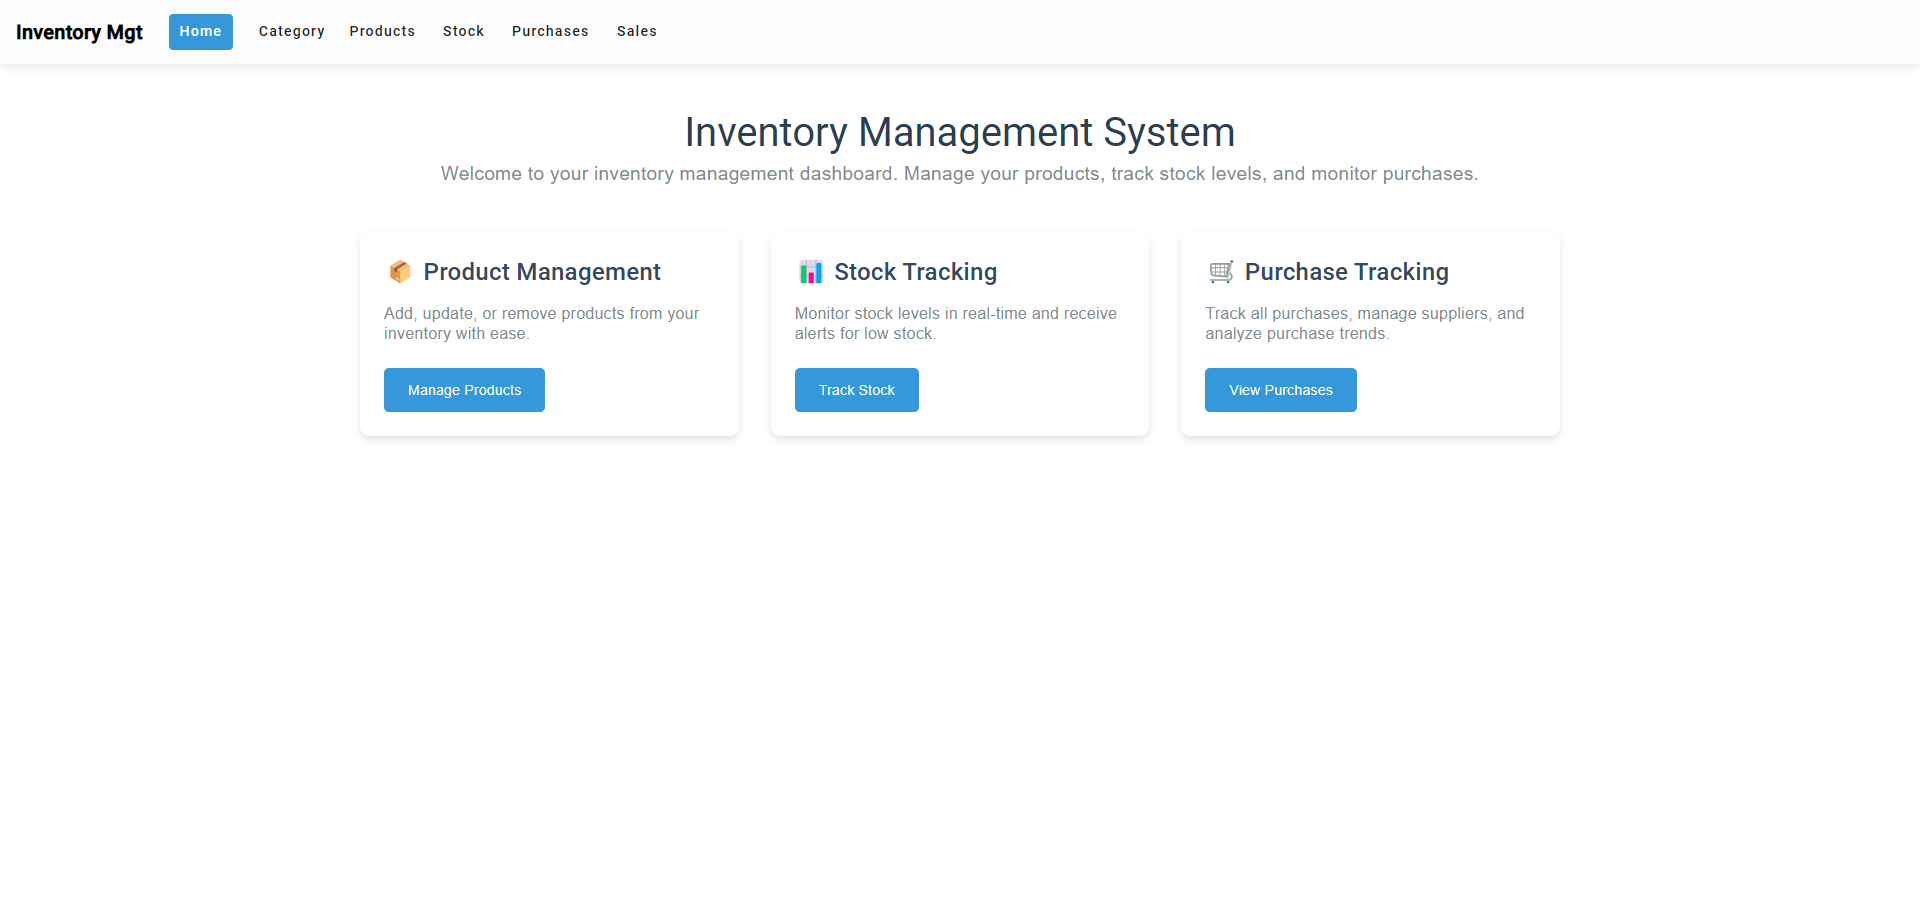 Inventory Mgt
Home
Category
Products
Stock
Purchases
Sales
Inventory Management System
Welcome to your inventory management dashboard. Manage your products, track stock levels, and monitor purchases.
Product Management
Add, update, or remove products from your
inventory with ease.
Manage Products
Stock Tracking
Monitor stock levels in real-time and receive
alerts for low stock.
Track Stock
Purchase Tracking
Track all purchases, manage suppliers, and
analyze purchase trends.
View Purchases